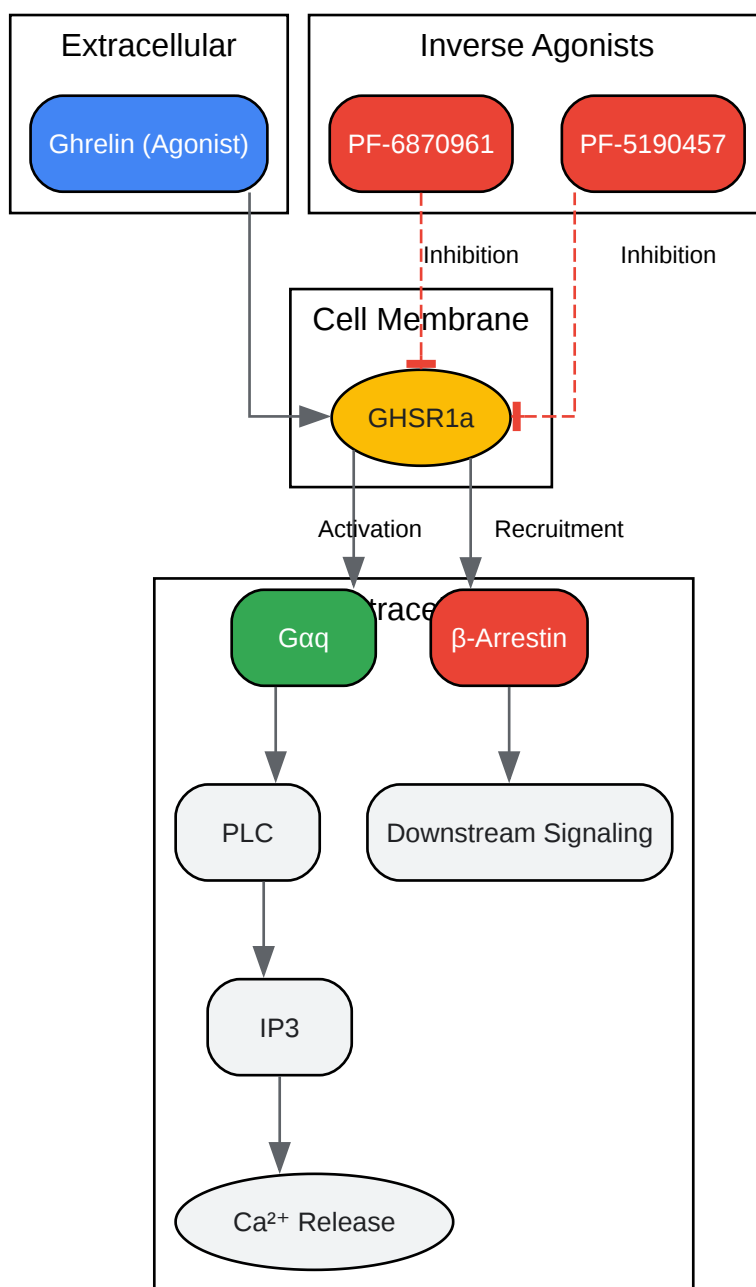 Extracellular
Inverse Agonists
Ghrelin (Agonist)
PF-6870961
PF-5190457
Inhibition
Inhibition
Cell Membrane
GHSR1a
Activation
Recruitment
Gαq
β-Arrestin
PLC
Downstream Signaling
IP3
Ca²⁺ Release